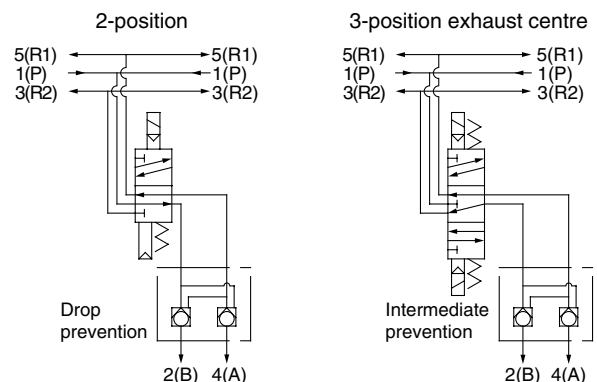 2-position
5(R1)
5(R1)
1(P)
1(P)
3(R2)
3(R2)
Drop
prevention
2(B)
4(A)
3-position exhaust centre
5(R1)
5(R1)
1(P)
1(P)
3(R2)
3(R2)
Intermediate
prevention
2(B)
4(A)